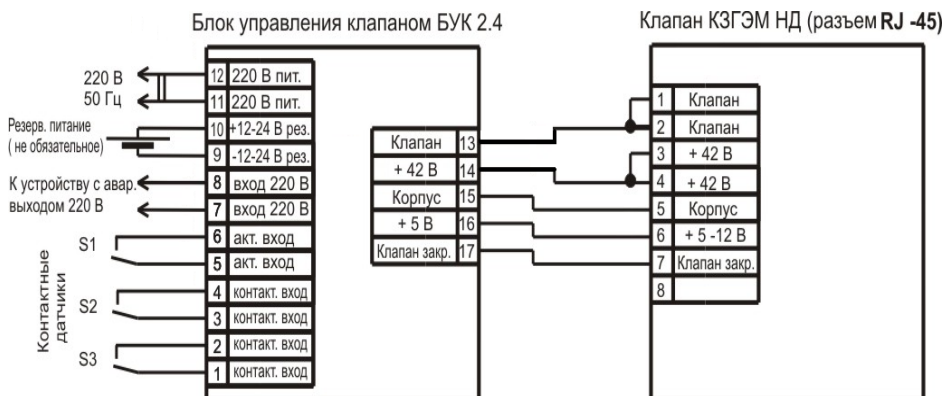 Блок управления клапаном БУК 2.4
Клапан КЗГЭМ НД (разъем RJ -45)
220 В
50 Гц
Резерв. питание
( не обязательное)
К устройству с авар.
выходом 220 В
Контактные
датчики
S1
S2
S3
12 220 В пит.
11 220 В пит.
10 +12-24 В рез.
9 -12-24 В рез.
8 вход 220 В
7 вход 220 В
6 акт. вход
5 акт. вход
4 контакт. вход
3 контакт. вход
2 контакт. вход
1 контакт. вход
Клапан 13
+ 42 В 14
Корпус 15
+ 5 В 16
Клапан закр. 17
1 Клапан
2 Клапан
3 + 42 В
4 + 42 В
5 Корпус
6 + 5 -12 В
7 Клапан закр.
8